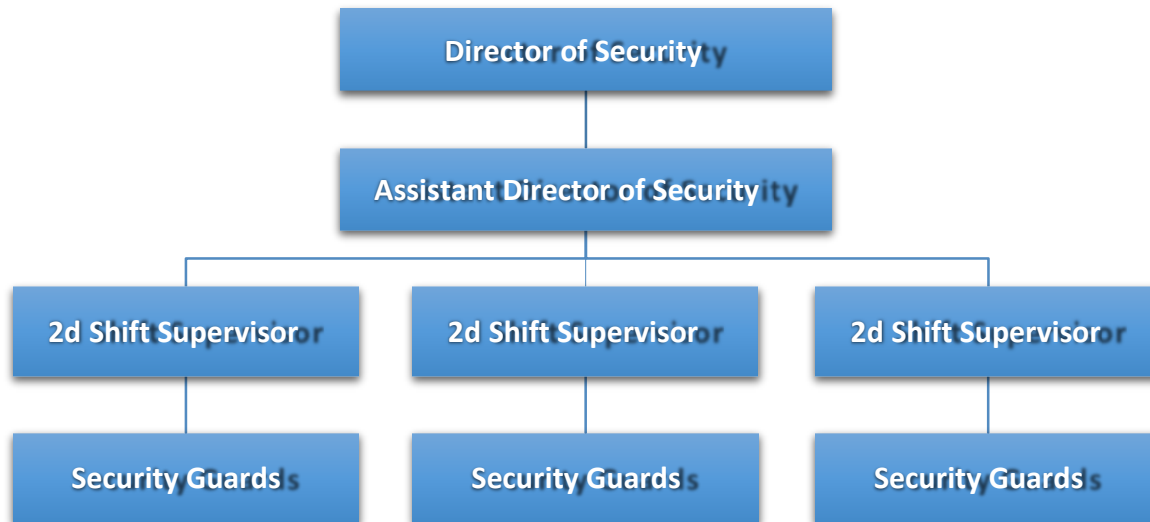 Director of Security
Assistant Director of Security
2d Shift Supervisor
2d Shift Supervisor
2d Shift Supervisor
Security Guards
Security Guards
Security Guards